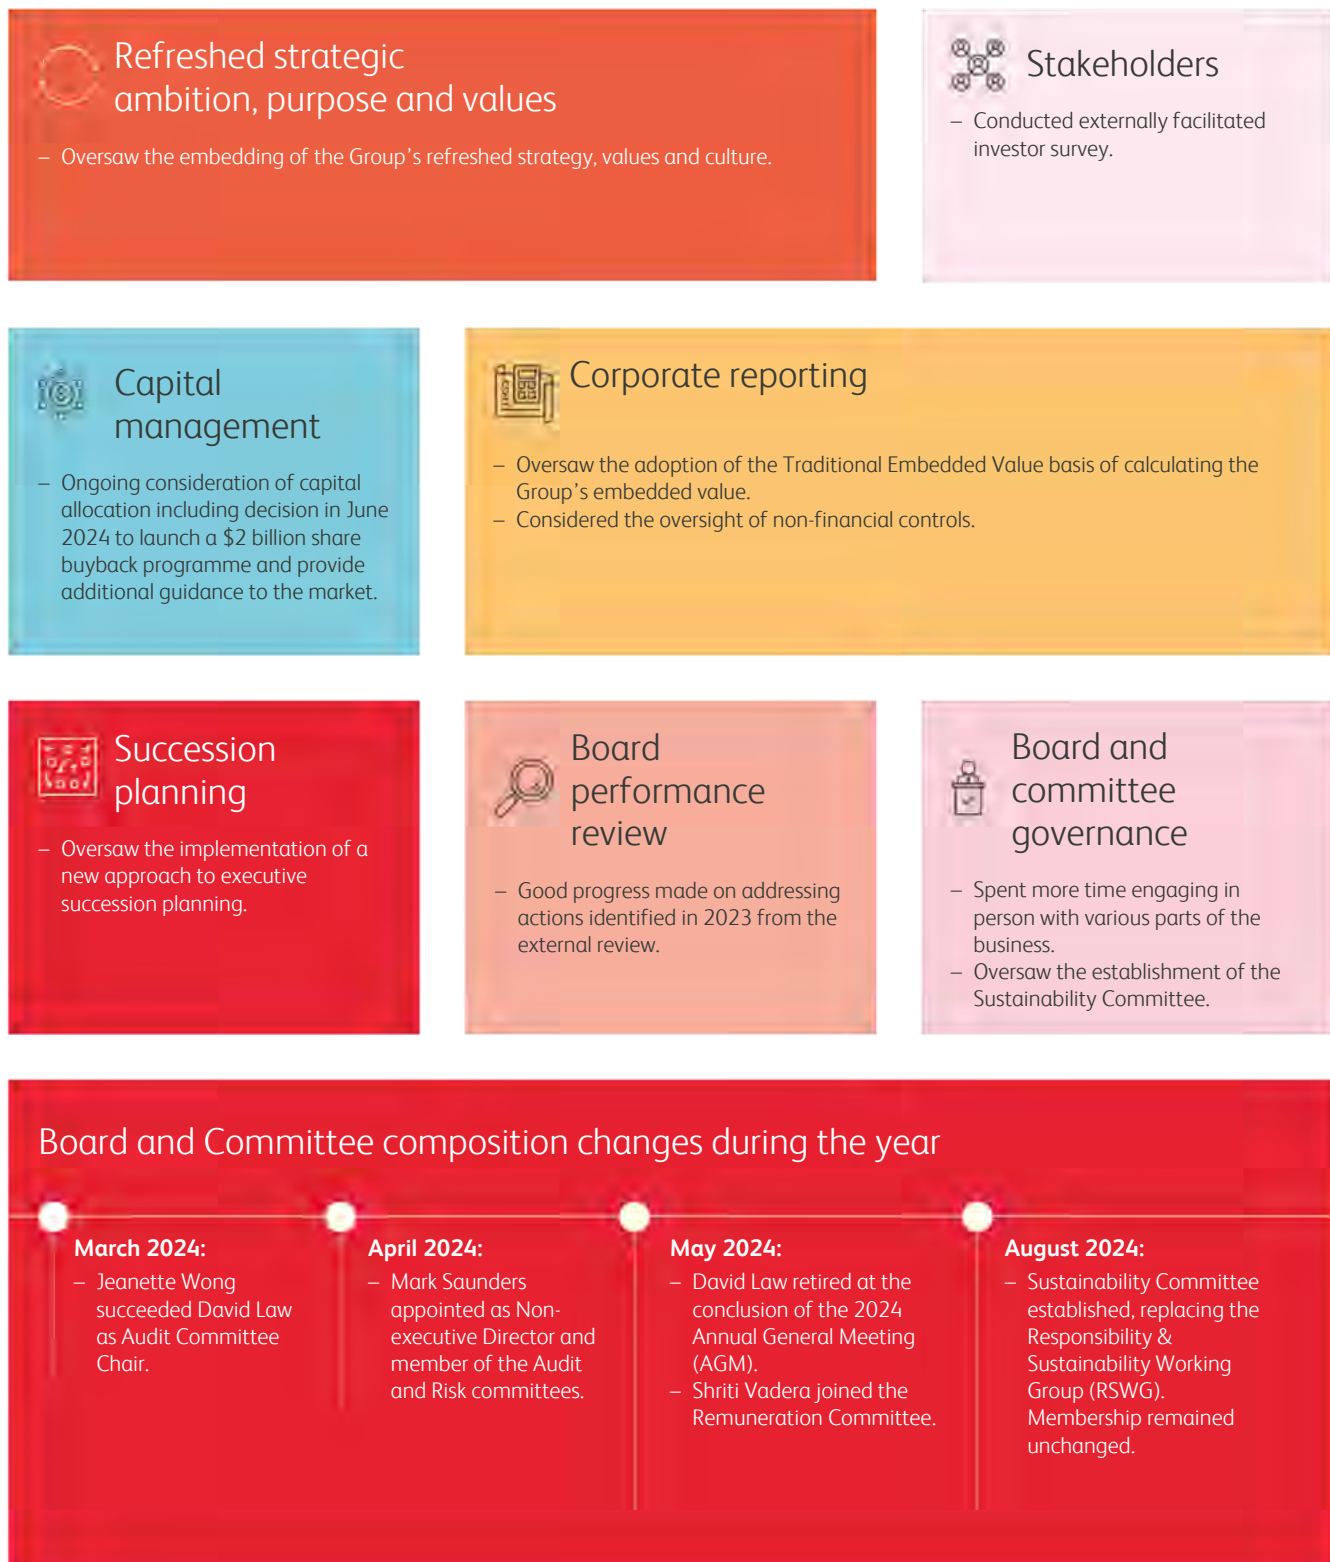 Refreshed strategic
ambition, purpose and values
– Oversaw the embedding of the Group’s refreshed strategy, values and culture.
Stakeholders
– Conducted externally facilitated
investor survey.
Capital
management
– Ongoing consideration of capital
allocation including decision in June
2024 to launch a $2 billion share
buyback programme and provide
additional guidance to the market.
Corporate reporting
– Oversaw the adoption of the Traditional Embedded Value basis of calculating the
Group’s embedded value.
– Considered the oversight of non-financial controls.
Succession
planning
– Oversaw the implementation of a
new approach to executive
succession planning.
Board
performance
review
– Good progress made on addressing
actions identified in 2023 from the
external review.
Board and
committee
governance
– Spent more time engaging in
person with various parts of the
business.
– Oversaw the establishment of the
Sustainability Committee.
Board and Committee composition changes during the year
March 2024:
– Jeanette Wong
succeeded David Law
as Audit Committee
Chair.
April 2024:
– Mark Saunders
appointed as Non-
executive Director and
member of the Audit
and Risk committees.
May 2024:
– David Law retired at the
conclusion of the 2024
Annual General Meeting
(AGM).
– Shriti Vadera joined the
Remuneration Committee.
August 2024:
– Sustainability Committee
established, replacing the
Responsibility &
Sustainability Working
Group (RSWG).
Membership remained
unchanged.